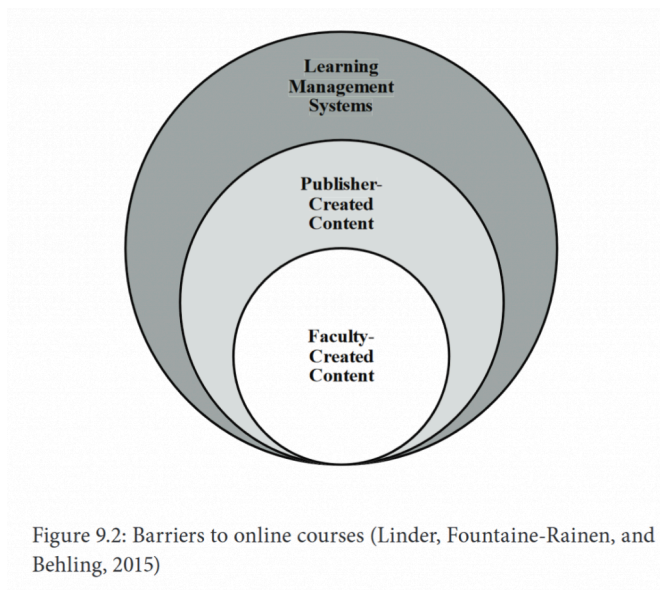 Learning
Management
Systems
Publisher-
Created
Content
Faculty-
Created
Content
Figure 9.2: Barriers to online courses (Linder, Fountaine-Rainen, and
Behling, 2015)